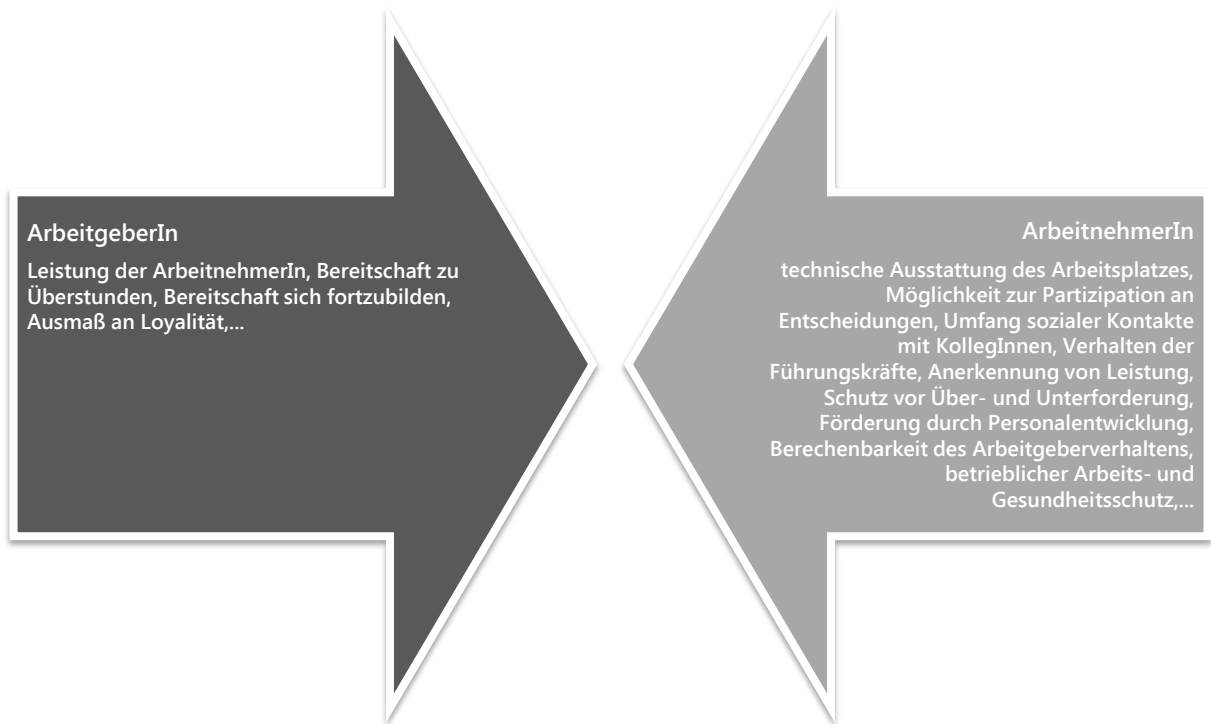 ArbeitgeberIn
Leistung der ArbeitnehmerIn, Bereitschaft zu
Überstunden, Bereitschaft sich fortzubilden,
Ausmaß an Loyalität,...
ArbeitnehmerIn
technische Ausstattung des Arbeitsplatzes,
Möglichkeit zur Partizipation an
Entscheidungen, Umfang sozialer Kontakte
mit KollegInnen, Verhalten der
Führungskräfte, Anerkennung von Leistung,
Schutz vor Über- und Unterforderung,
Förderung durch Personalentwicklung,
Berechenbarkeit des Arbeitgeberverhaltens,
betrieblicher Arbeits- und
Gesundheitsschutz,...